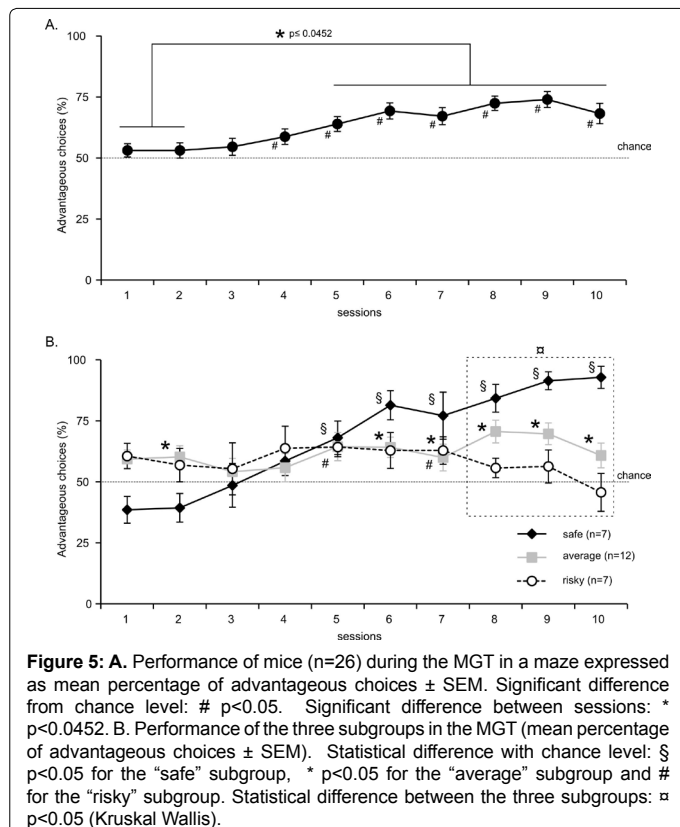 A.
* p≤ 0.0452
100
75
50
25
0
Advantageous choices (%)
# # # # # # #
chance
1 2 3 4 5 6 7 8 9 10
sessions
B.
¤
100
75
50
25
0
Advantageous choices (%)
§ § § § § §
* * * * * *
# #
chance
safe (n=7)
average (n=12)
risky (n=7)
1 2 3 4 5 6 7 8 9 10
sessions
Figure 5: A. Performance of mice (n=26) during the MGT in a maze expressed
as mean percentage of advantageous choices ± SEM. Significant difference
from chance level: # p<0.05. Significant difference between sessions: *
p<0.0452. B. Performance of the three subgroups in the MGT (mean percentage
of advantageous choices ± SEM). Statistical difference with chance level: §
p<0.05 for the “safe” subgroup, * p<0.05 for the “average” subgroup and #
for the “risky” subgroup. Statistical difference between the three subgroups: ¤
p<0.05 (Kruskal Wallis).